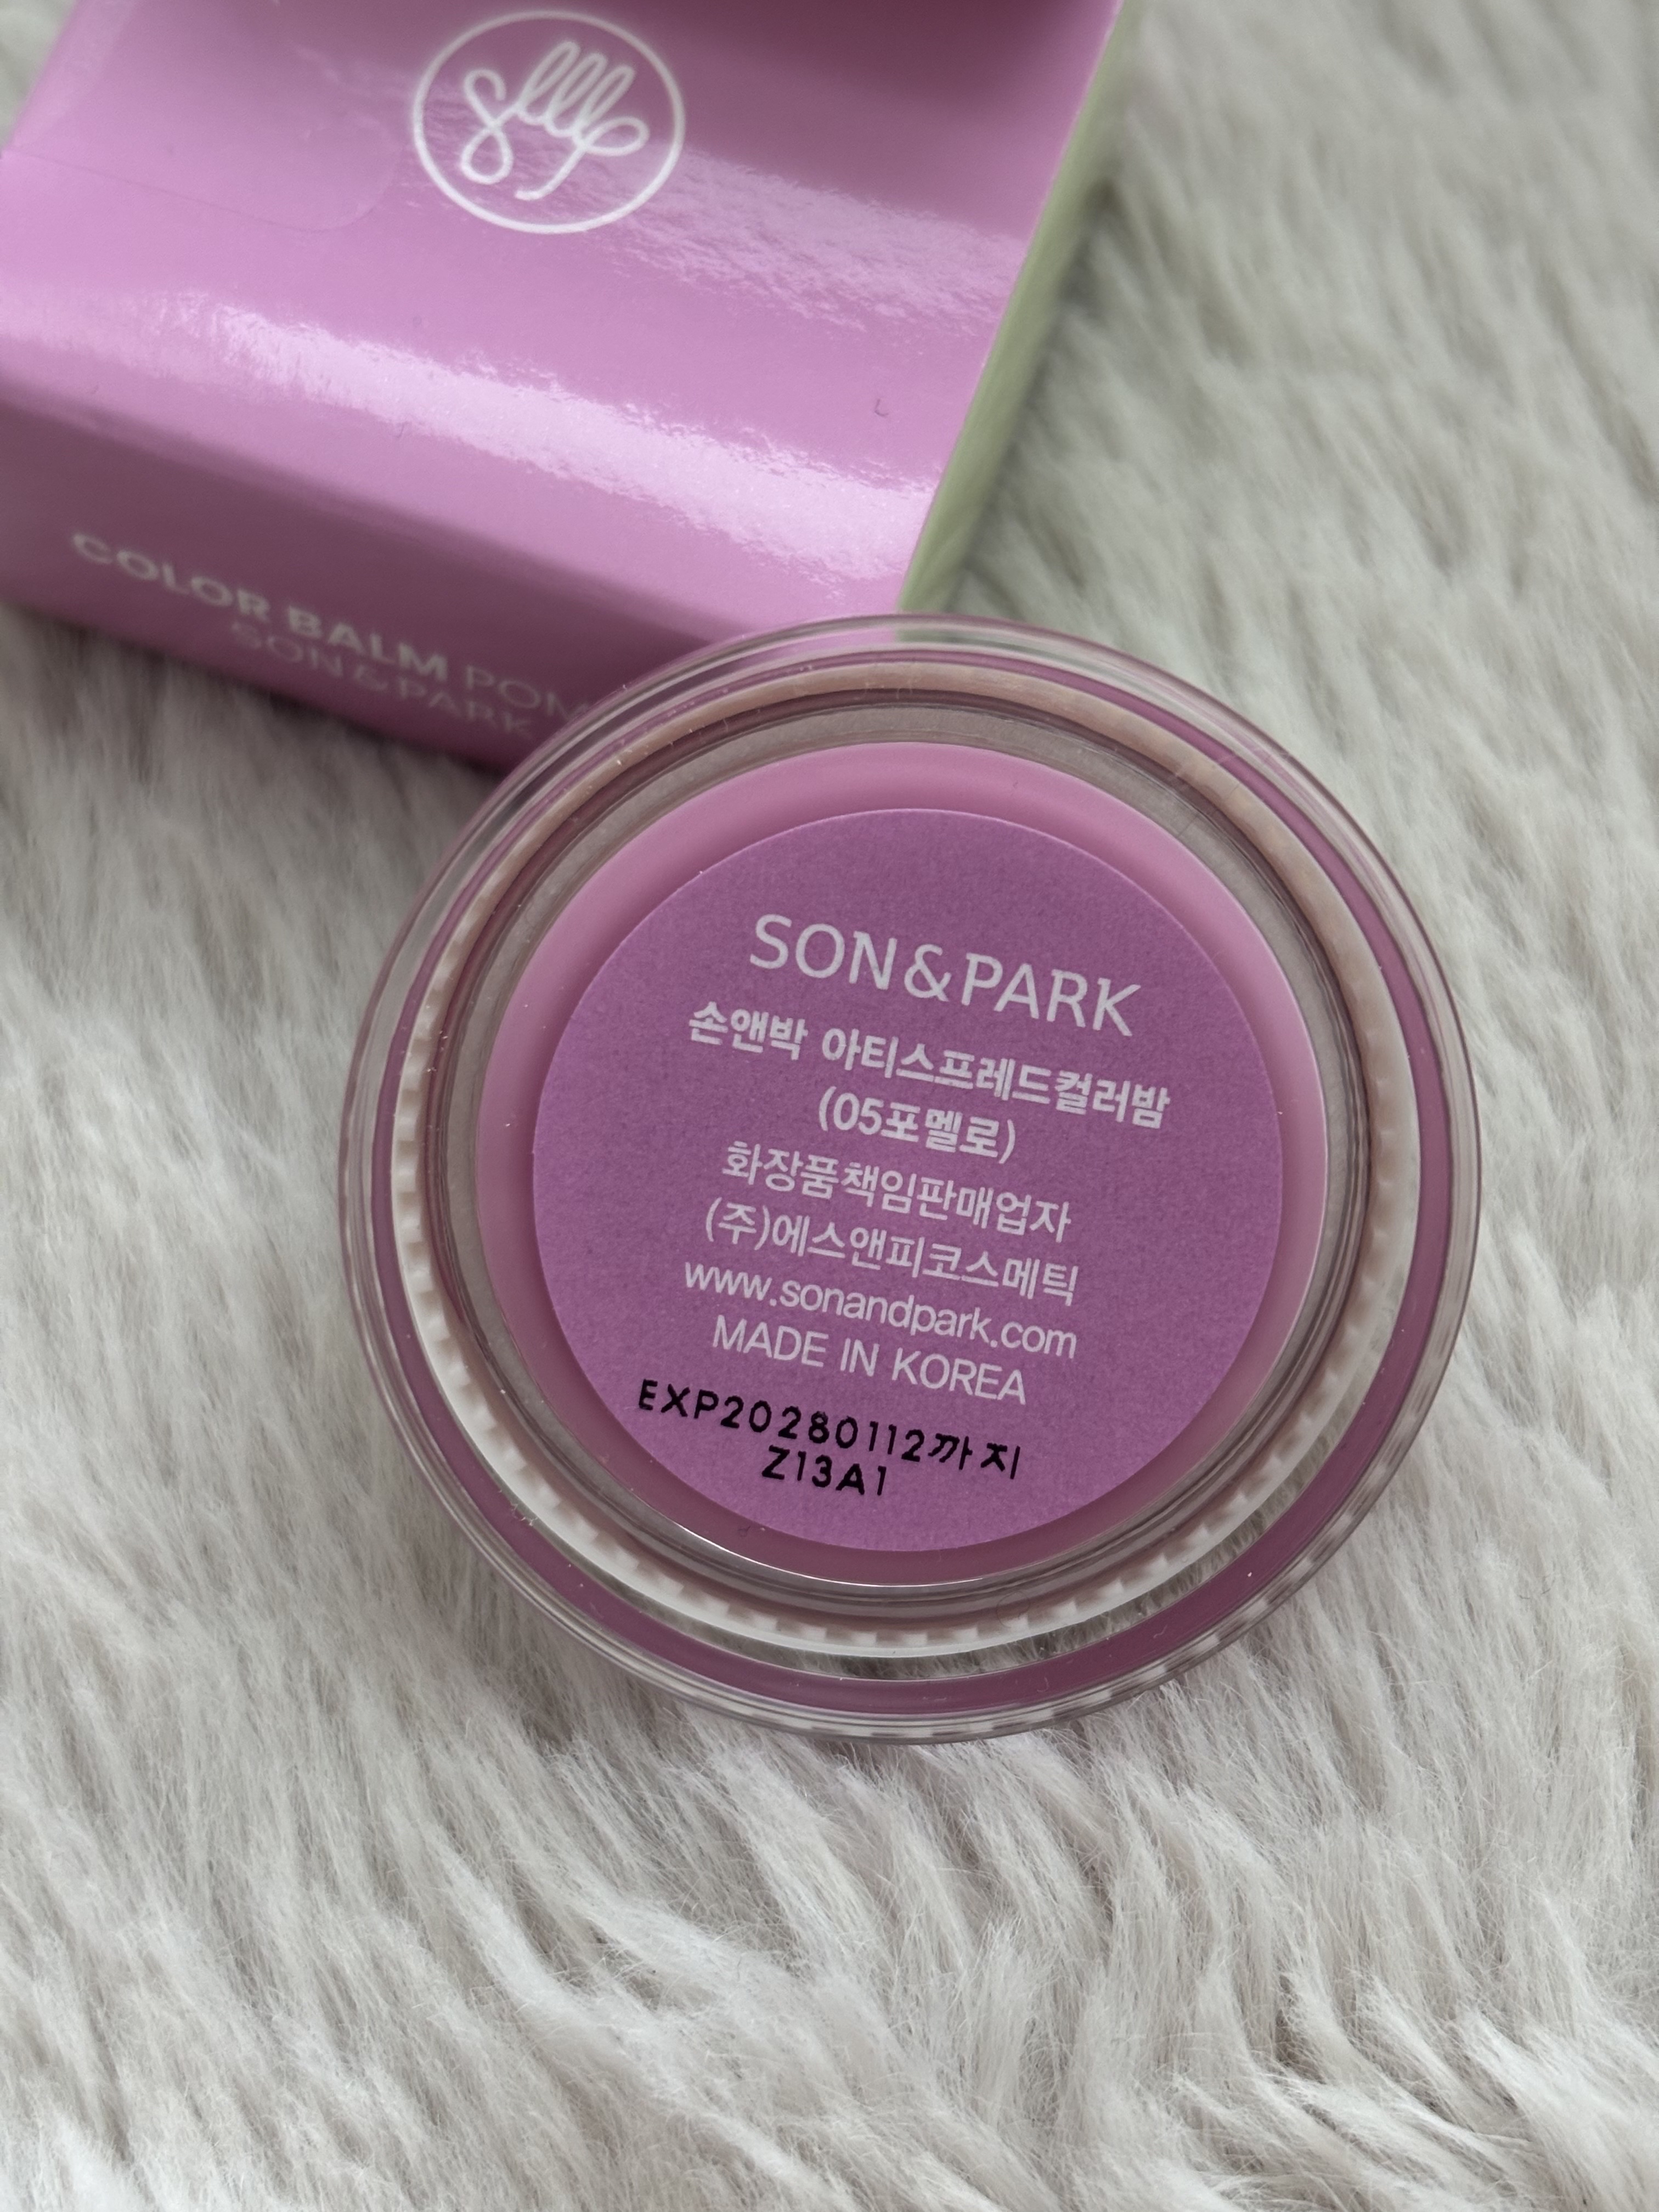 COLOR BALM
SON&PARK
SON&PARK
손앤박 아티스프레드컬러밤
(05포멜로)
화장품책임판매업자
(주)에스앤피코스메틱
www.sonandpark.com
MADE IN KOREA
EXP20280112까지
Z13A1